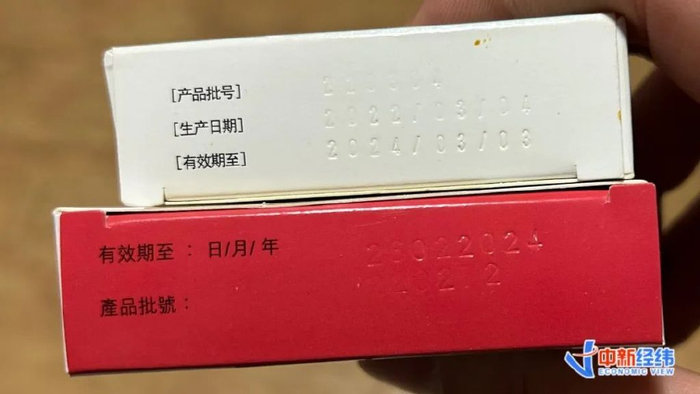 [产品批号]
[生产日期] 2022/03/04
[有效期至] 2024/03/03
有效期至 : 日/月/年 28022024
產品批號 :
中新经纬
ECONOMIC VIEW